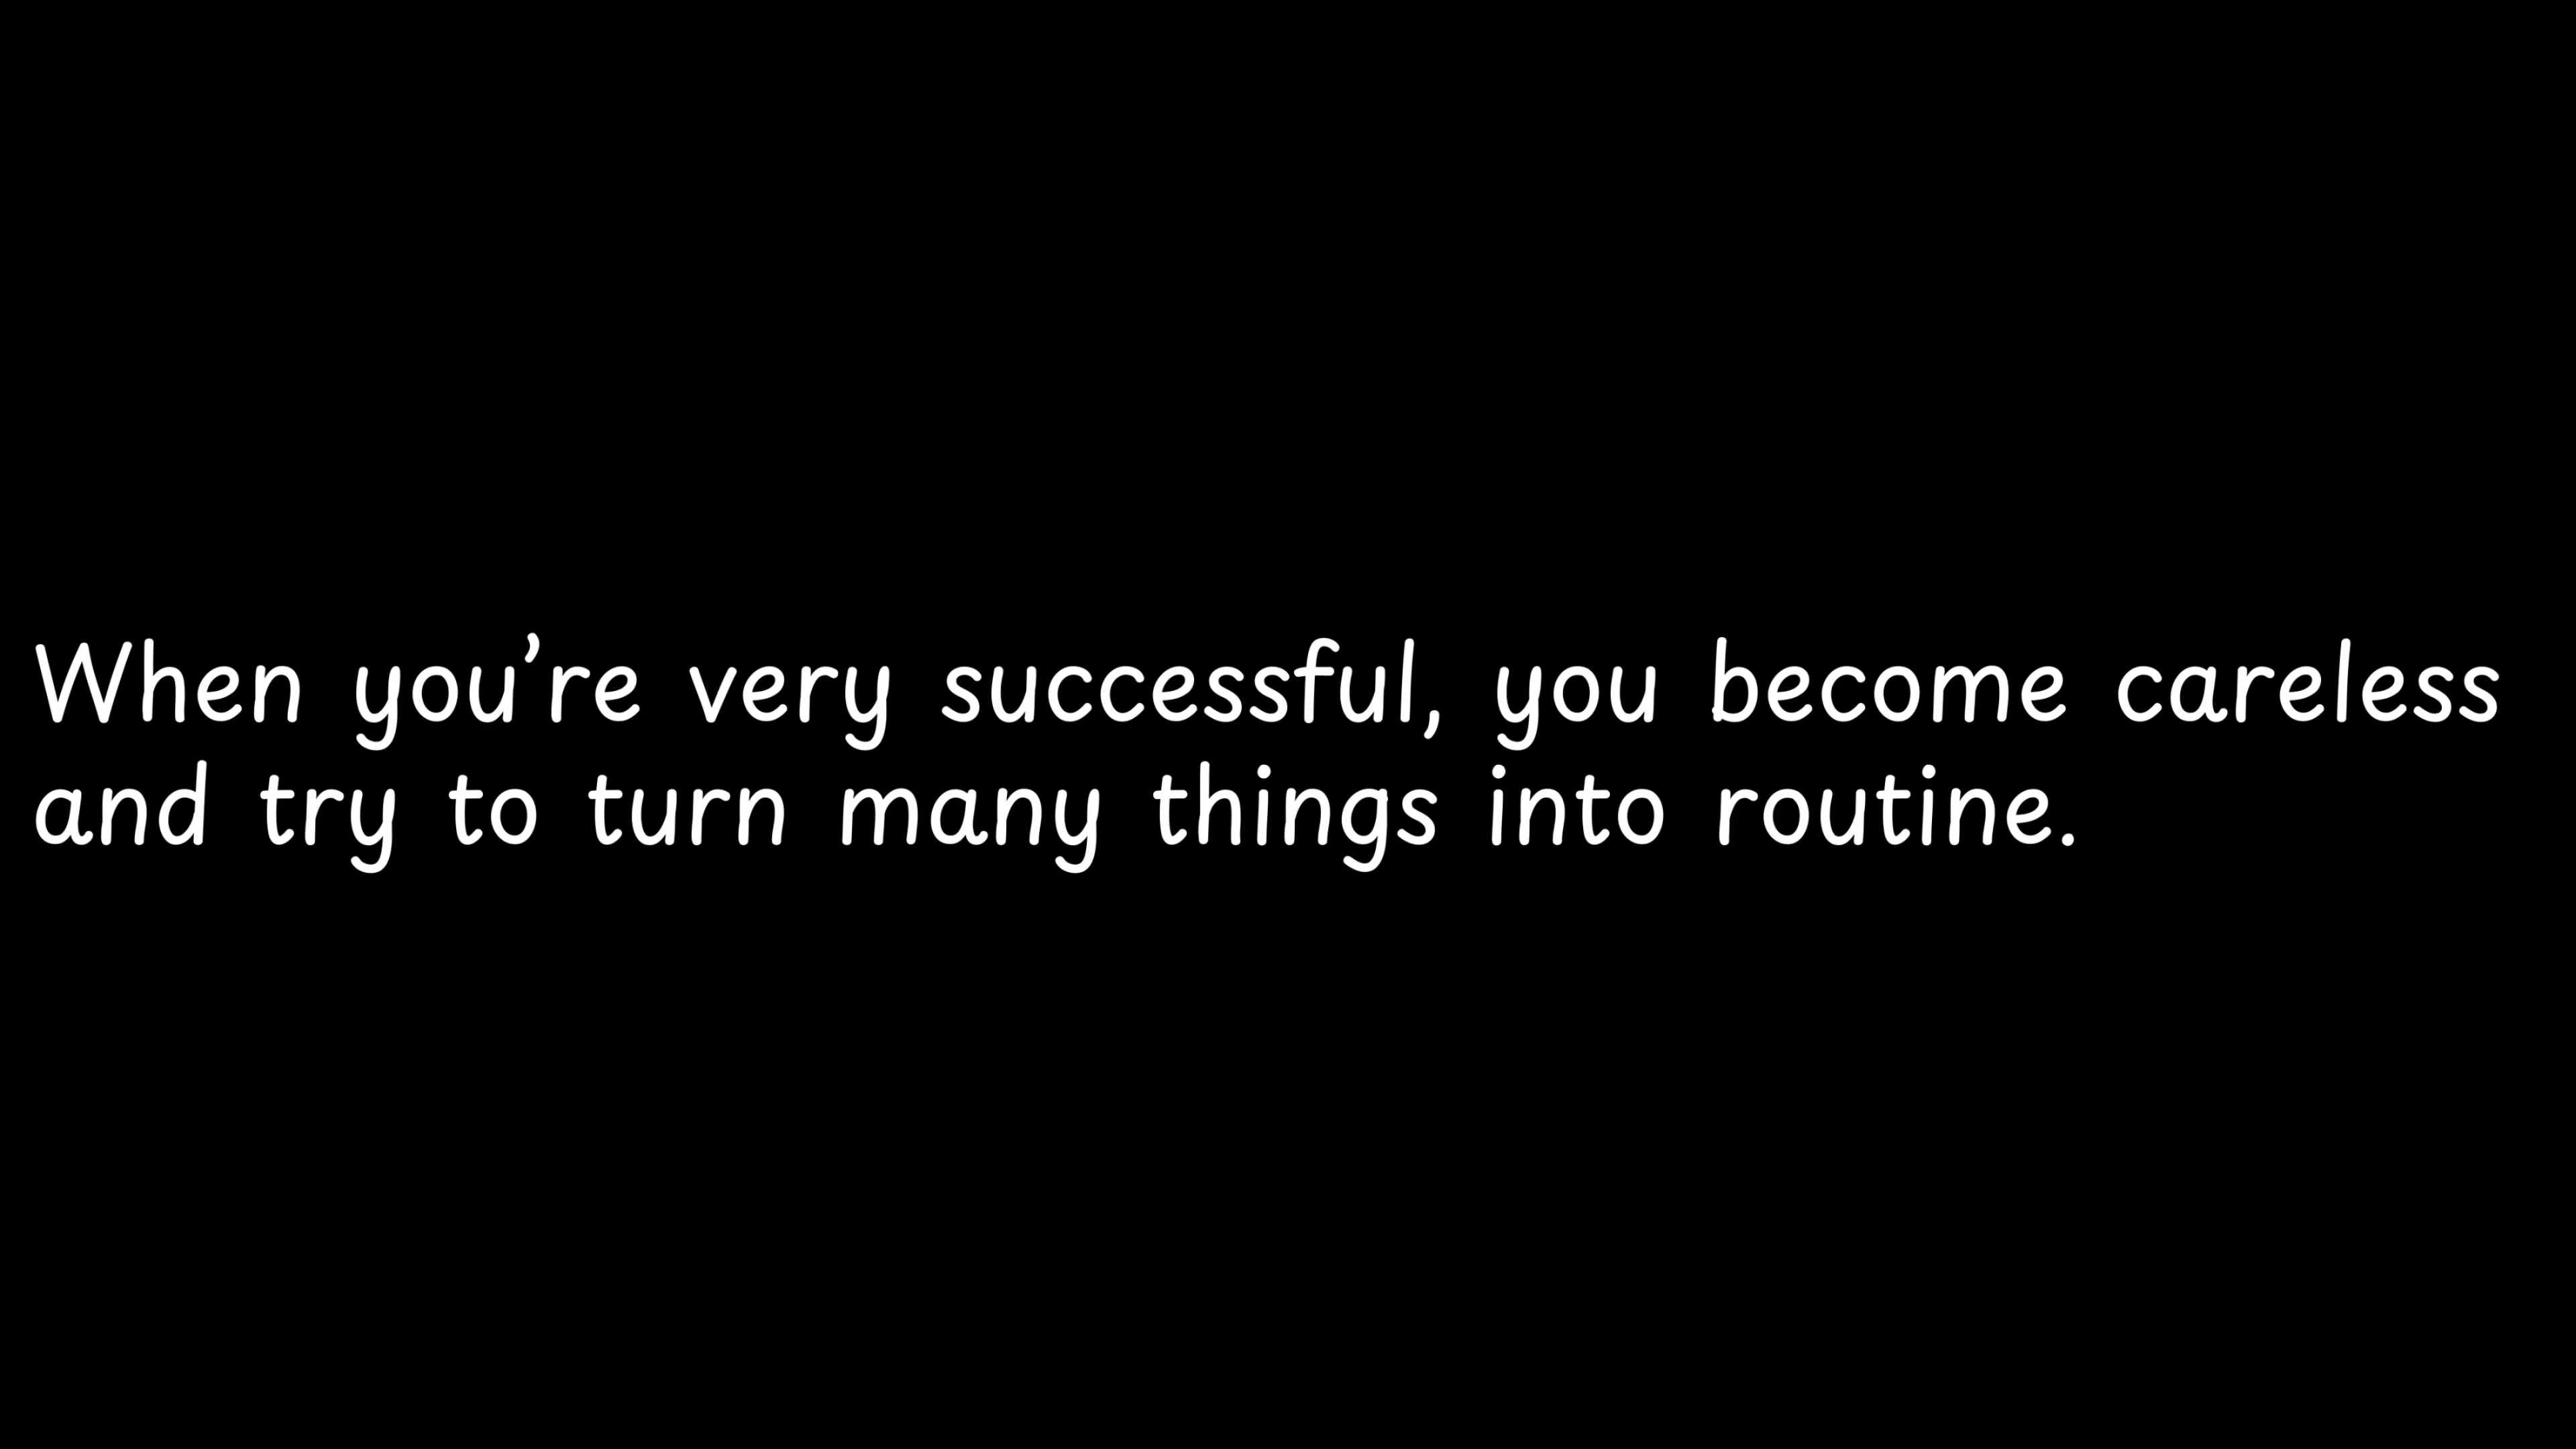 When you’re very successful, you become careless
and try to turn many things into routine.